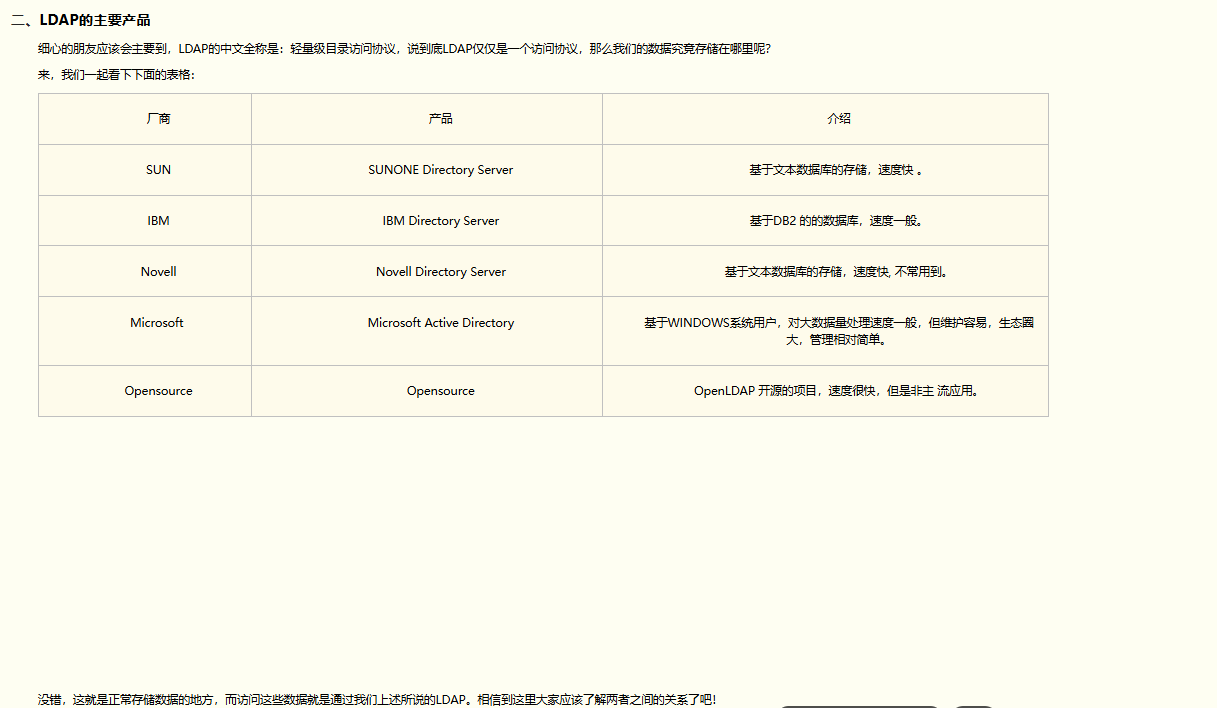 二、LDAP的主要产品
细心的朋友应该会主要到，LDAP的中文全称是：轻量级目录访问协议，说到底LDAP仅仅是一个访问协议，那么我们的数据究竟存储在哪里呢？
来，我们一起看下下面的表格：
厂商 产品 介绍
SUN SUNONE Directory Server 基于文本数据库的存储，速度快 。
IBM IBM Directory Server 基于DB2 的的数据库，速度一般。
Novell Novell Directory Server 基于文本数据库的存储，速度快, 不常用到。
Microsoft Microsoft Active Directory 基于WINDOWS系统用户，对大数据量处理速度一般，但维护容易，生态圈
大，管理相对简单。
Opensource Opensource OpenLDAP 开源的项目，速度很快，但是非主 流应用。
没错，这就是正常存储数据的地方，而访问这些数据就是通过我们上述所说的LDAP。相信到这里大家应该了解两者之间的关系了吧！